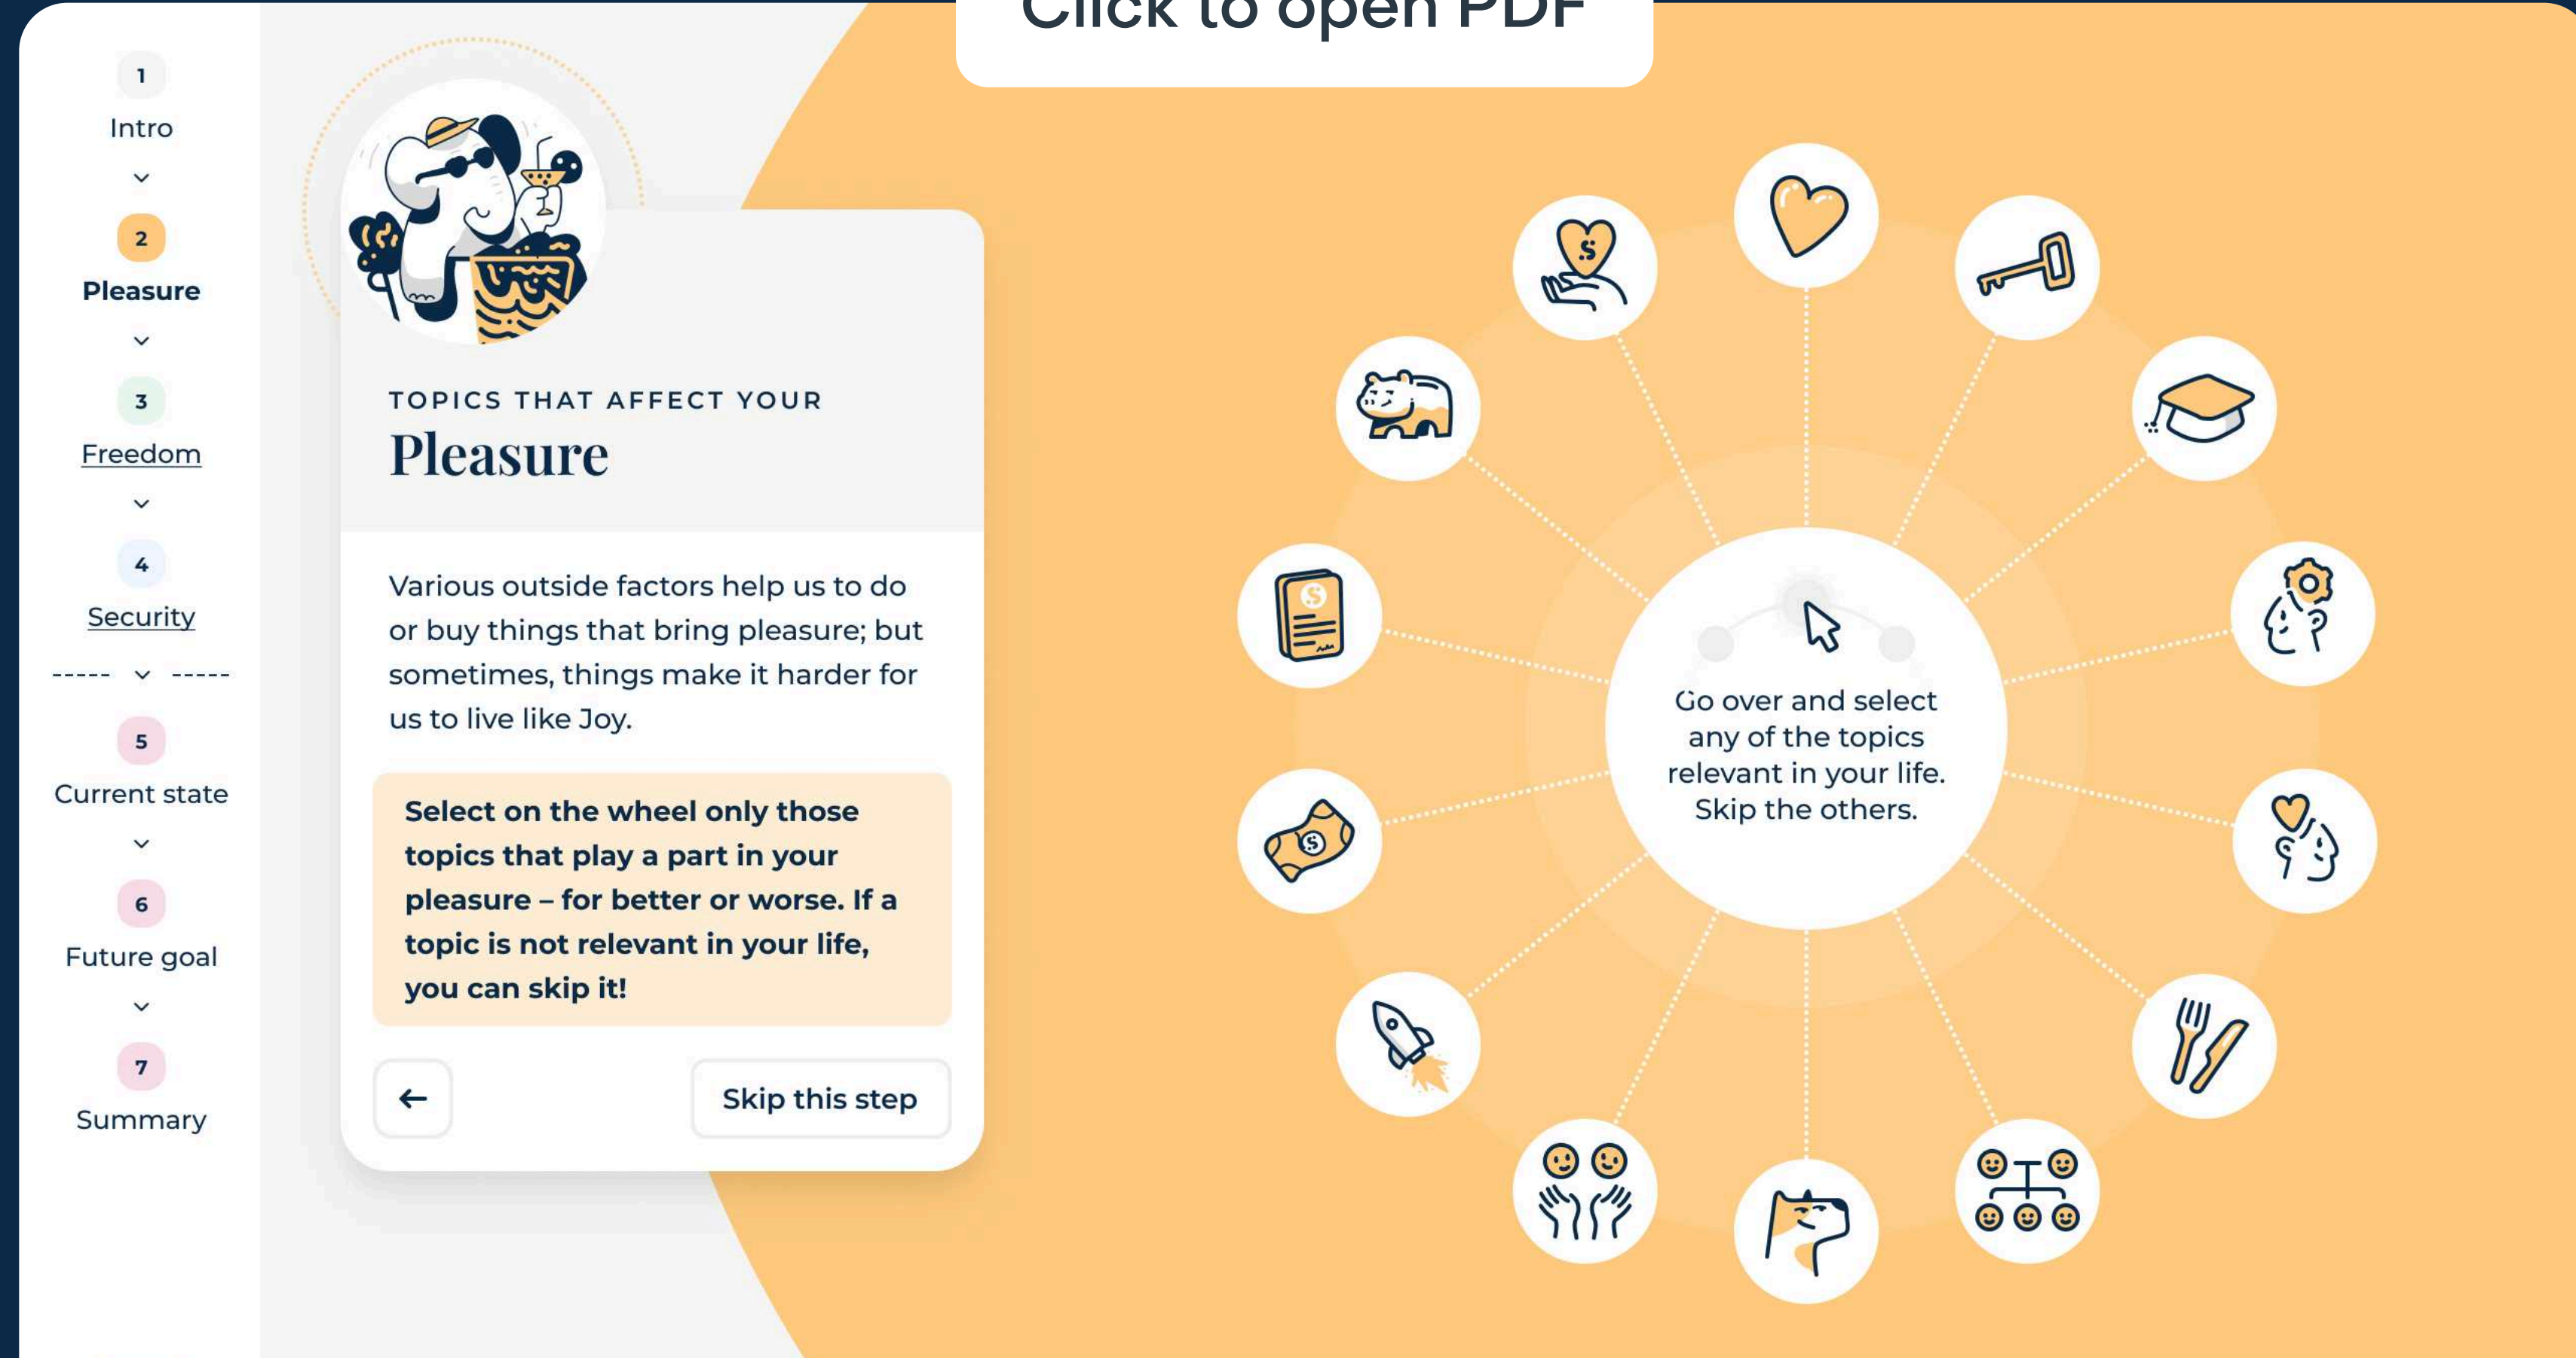 Click to open PDF
1
Intro
2
Pleasure
3
Freedom
4
Security
5
Current state
6
Future goal
7
Summary
TOPICS THAT AFFECT YOUR
Pleasure
Various outside factors help us to do
or buy things that bring pleasure; but
sometimes, things make it harder for
us to live like Joy.
Select on the wheel only those
topics that play a part in your
pleasure – for better or worse. If a
topic is not relevant in your life,
you can skip it!
Skip this step
Go over and select
any of the topics
relevant in your life.
Skip the others.